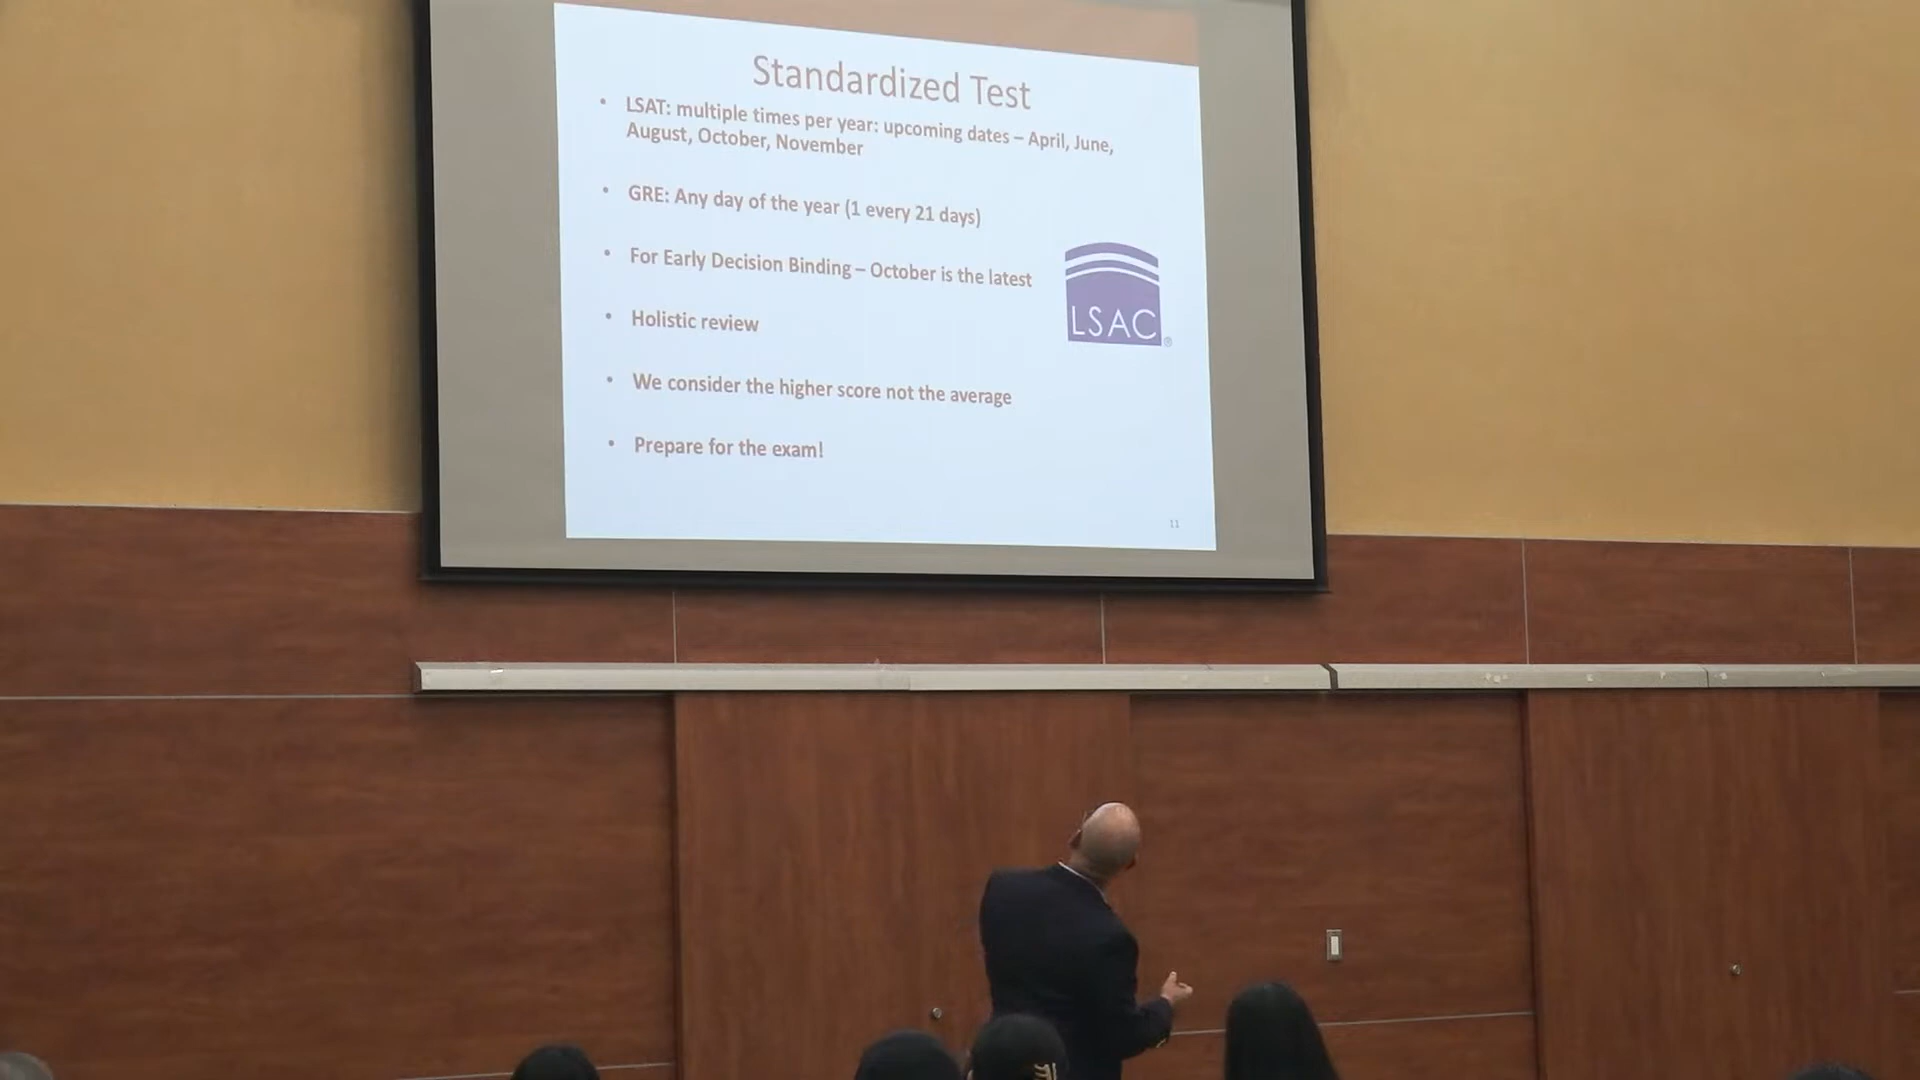 Standardized Test
• LSAT: multiple times per year: upcoming dates – April, June,
August, October, November
• GRE: Any day of the year (1 every 21 days)
• For Early Decision Binding – October is the latest
• Holistic review
• We consider the higher score not the average
• Prepare for the exam!
LSAC®
11